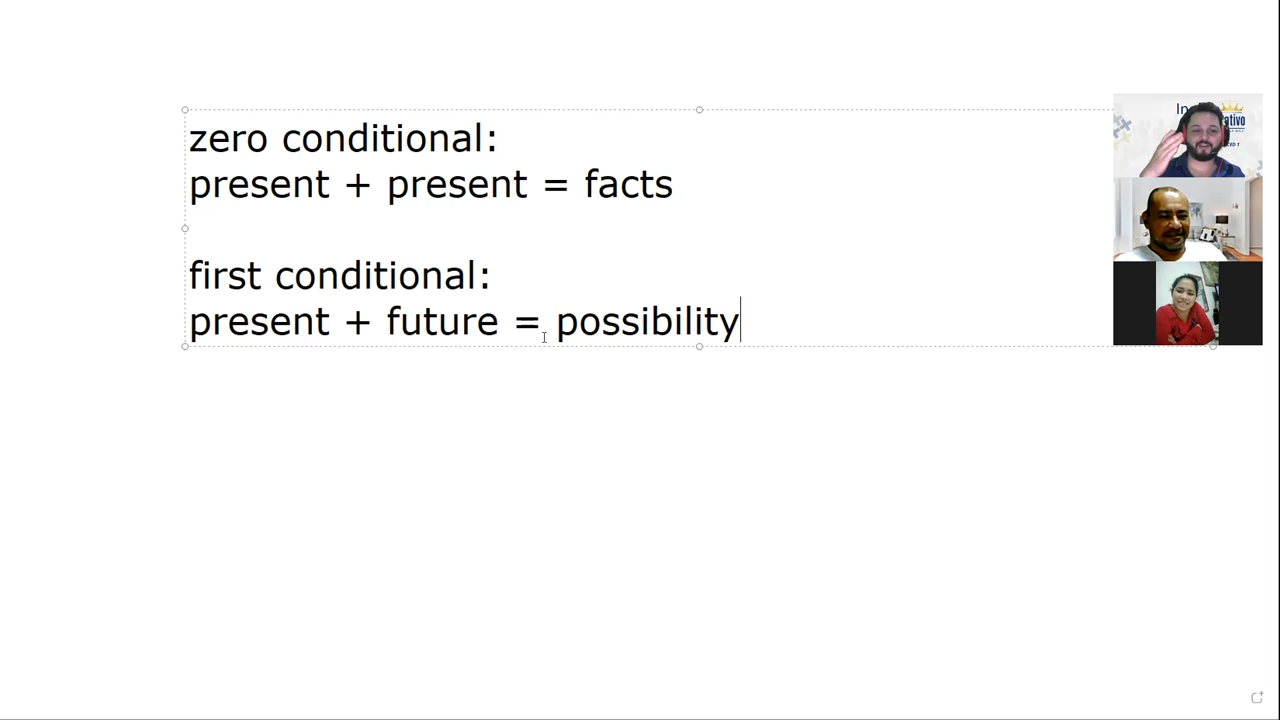 zero conditional:
present + present = facts
first conditional:
present + future = possibility